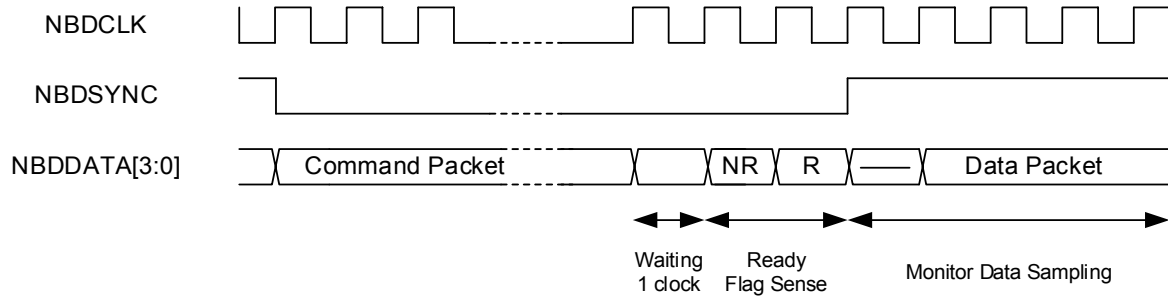 NBDCLK
NBDSYNC
NBDDATA[3:0]
Command Packet
NR
R
Data Packet
Waiting
1 clock
Ready
Flag Sense
Monitor Data Sampling